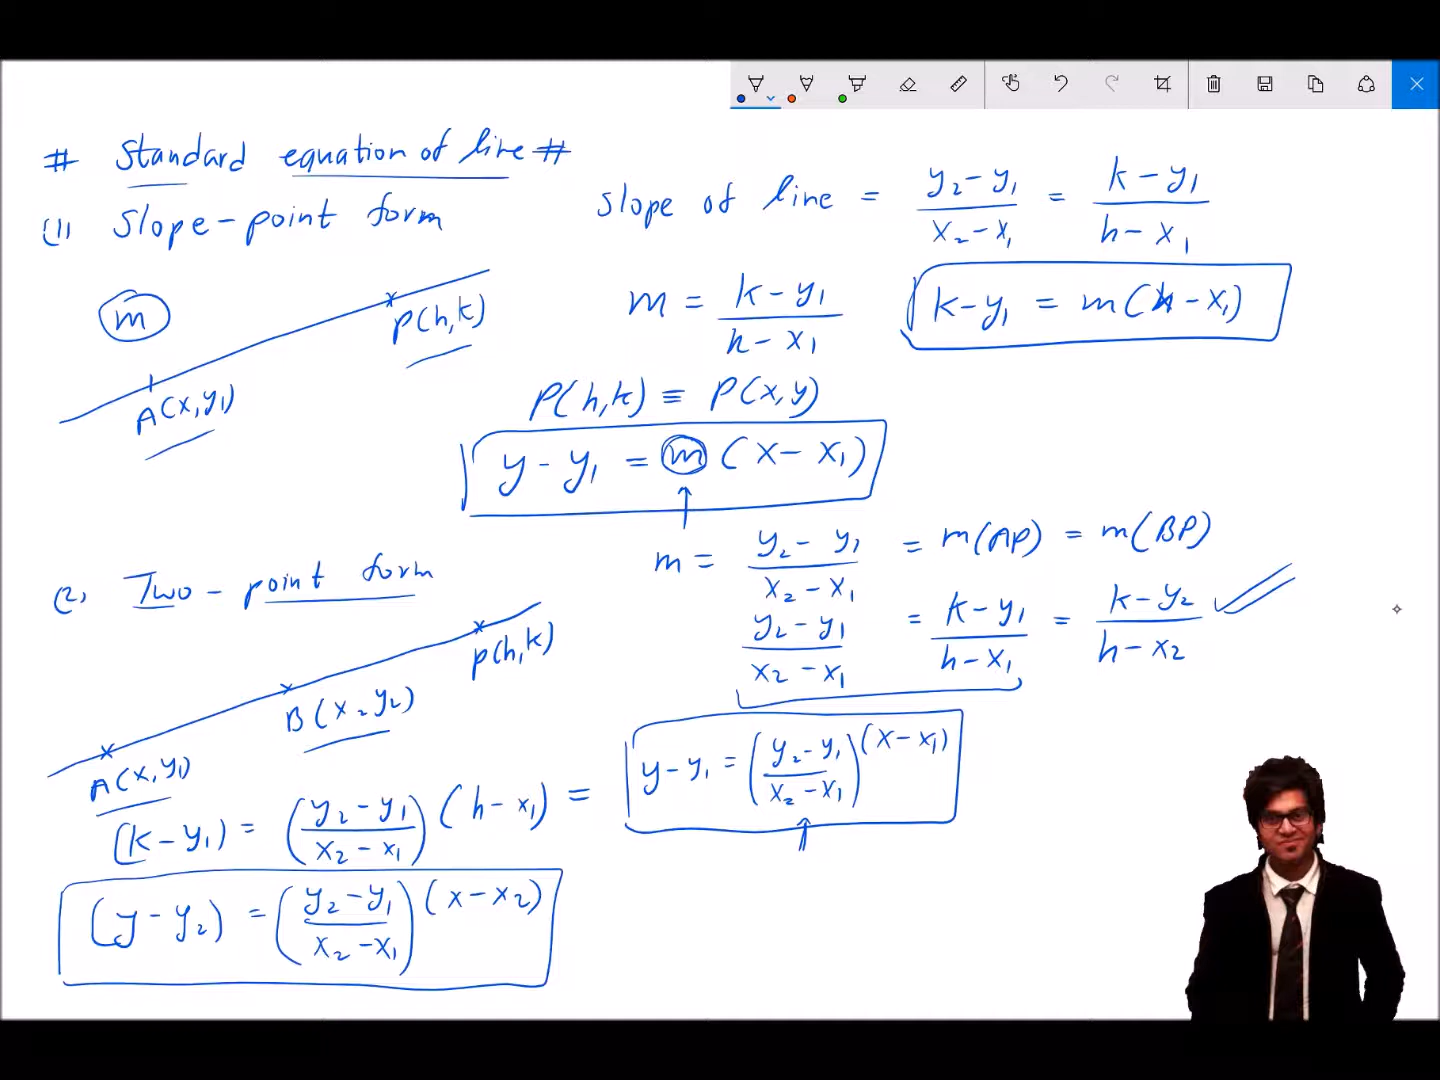 # Standard equation of line #
(1) Slope-point form
m
P(h,k)
A(x,y₁)
slope of line = (y₂-y₁)/(x₂-x₁) = (k-y₁)/(h-x₁)
m = (k-y₁)/(h-x₁)
k-y₁ = m(h-x₁)
P(h,k) ≡ P(x,y)
y-y₁ = m(x-x₁)
(2) Two-point form
P(h,k)
B(x₂y₂)
A(x,y₁)
m = (y₂-y₁)/(x₂-x₁) = m(AP) = m(BP)
(y₂-y₁)/(x₂-x₁) = (k-y₁)/(h-x₁) = (k-y₂)/(h-x₂)
(k-y₁) = ((y₂-y₁)/(x₂-x₁))(h-x₁) =
y-y₁ = ((y₂-y₁)/(x₂-x₁))(x-x₁)
(y-y₂) = ((y₂-y₁)/(x₂-x₁))(x-x₂)